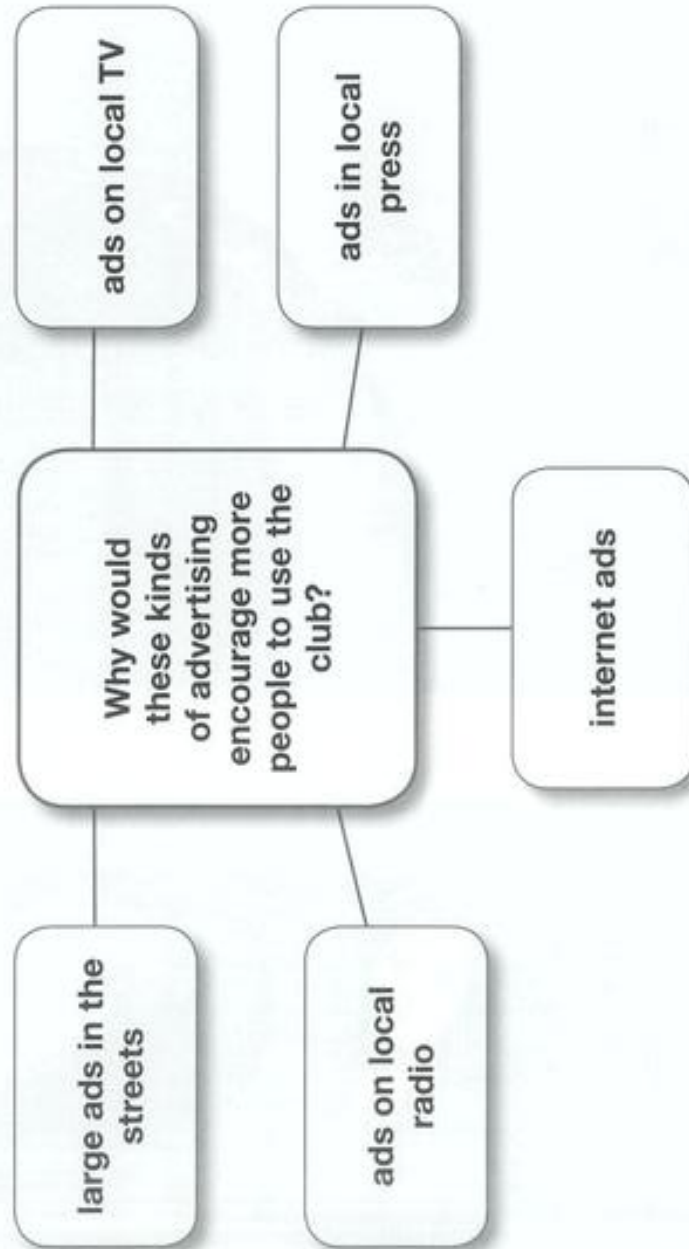 large ads in the
streets
Why would
these kinds
of advertising
encourage more
people to use the
club?
ads on local TV
ads on local
radio
ads in local
press
internet ads